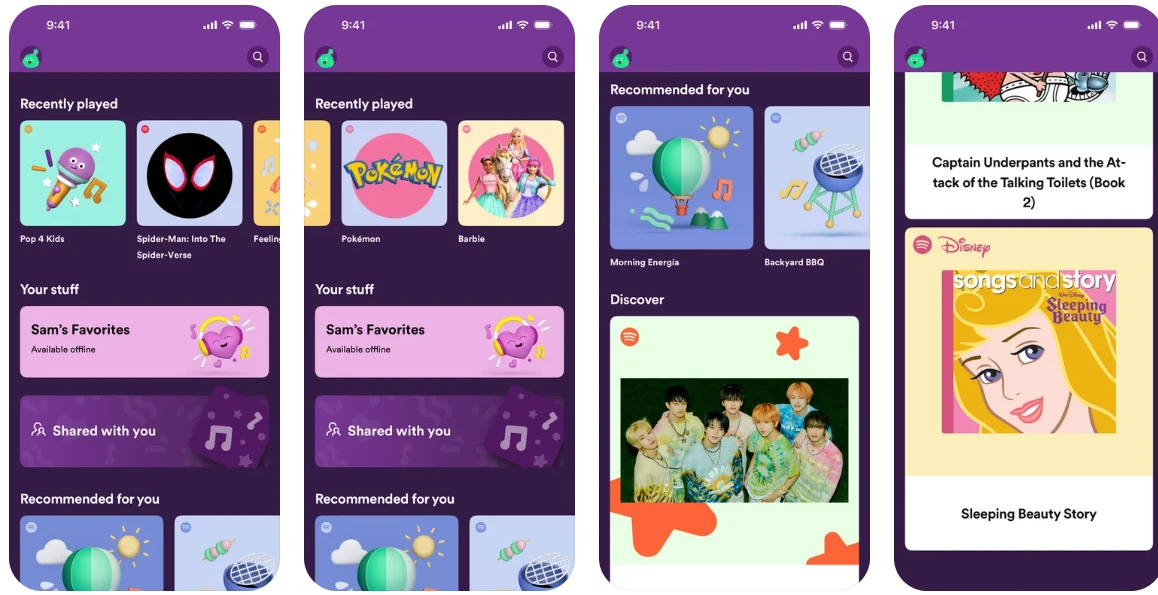 9:41
Recently played
Pop 4 Kids
Spider-Man: Into The
Spider-Verse
Feeling
Your stuff
Sam's Favorites
Available offline
Shared with you
Recommended for you
9:41
Recently played
POKéMON
Pokémon
Barbie
Your stuff
Sam's Favorites
Available offline
Shared with you
Recommended for you
9:41
Recommended for you
Morning Energía
Backyard BBQ
Discover
9:41
Captain Underpants and the At-
tack of the Talking Toilets (Book
2)
Disney
songs and story
Walt Disney
Sleeping
Beauty
Sleeping Beauty Story